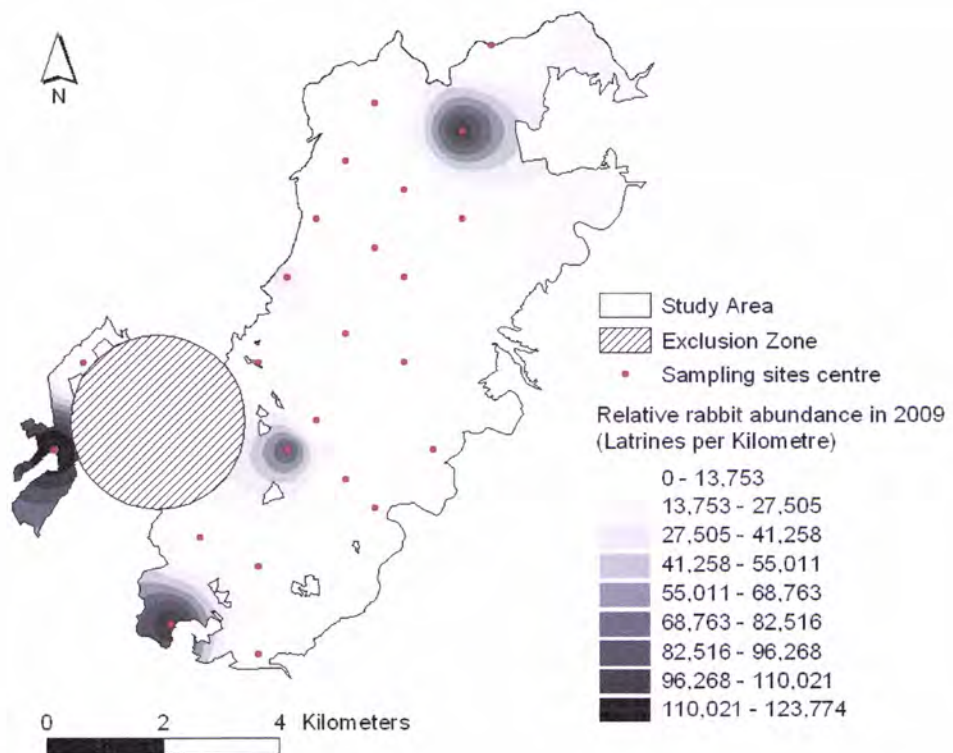 N
Study Area
Exclusion Zone
Sampling sites centre
Relative rabbit abundance in 2009
(Latrines per Kilometre)
0 - 13,753
13,753 - 27,505
27,505 - 41,258
41,258 - 55,011
55,011 - 68,763
68,763 - 82,516
82,516 - 96,268
96,268 - 110,021
110,021 - 123,774
0 2 4 Kilometers